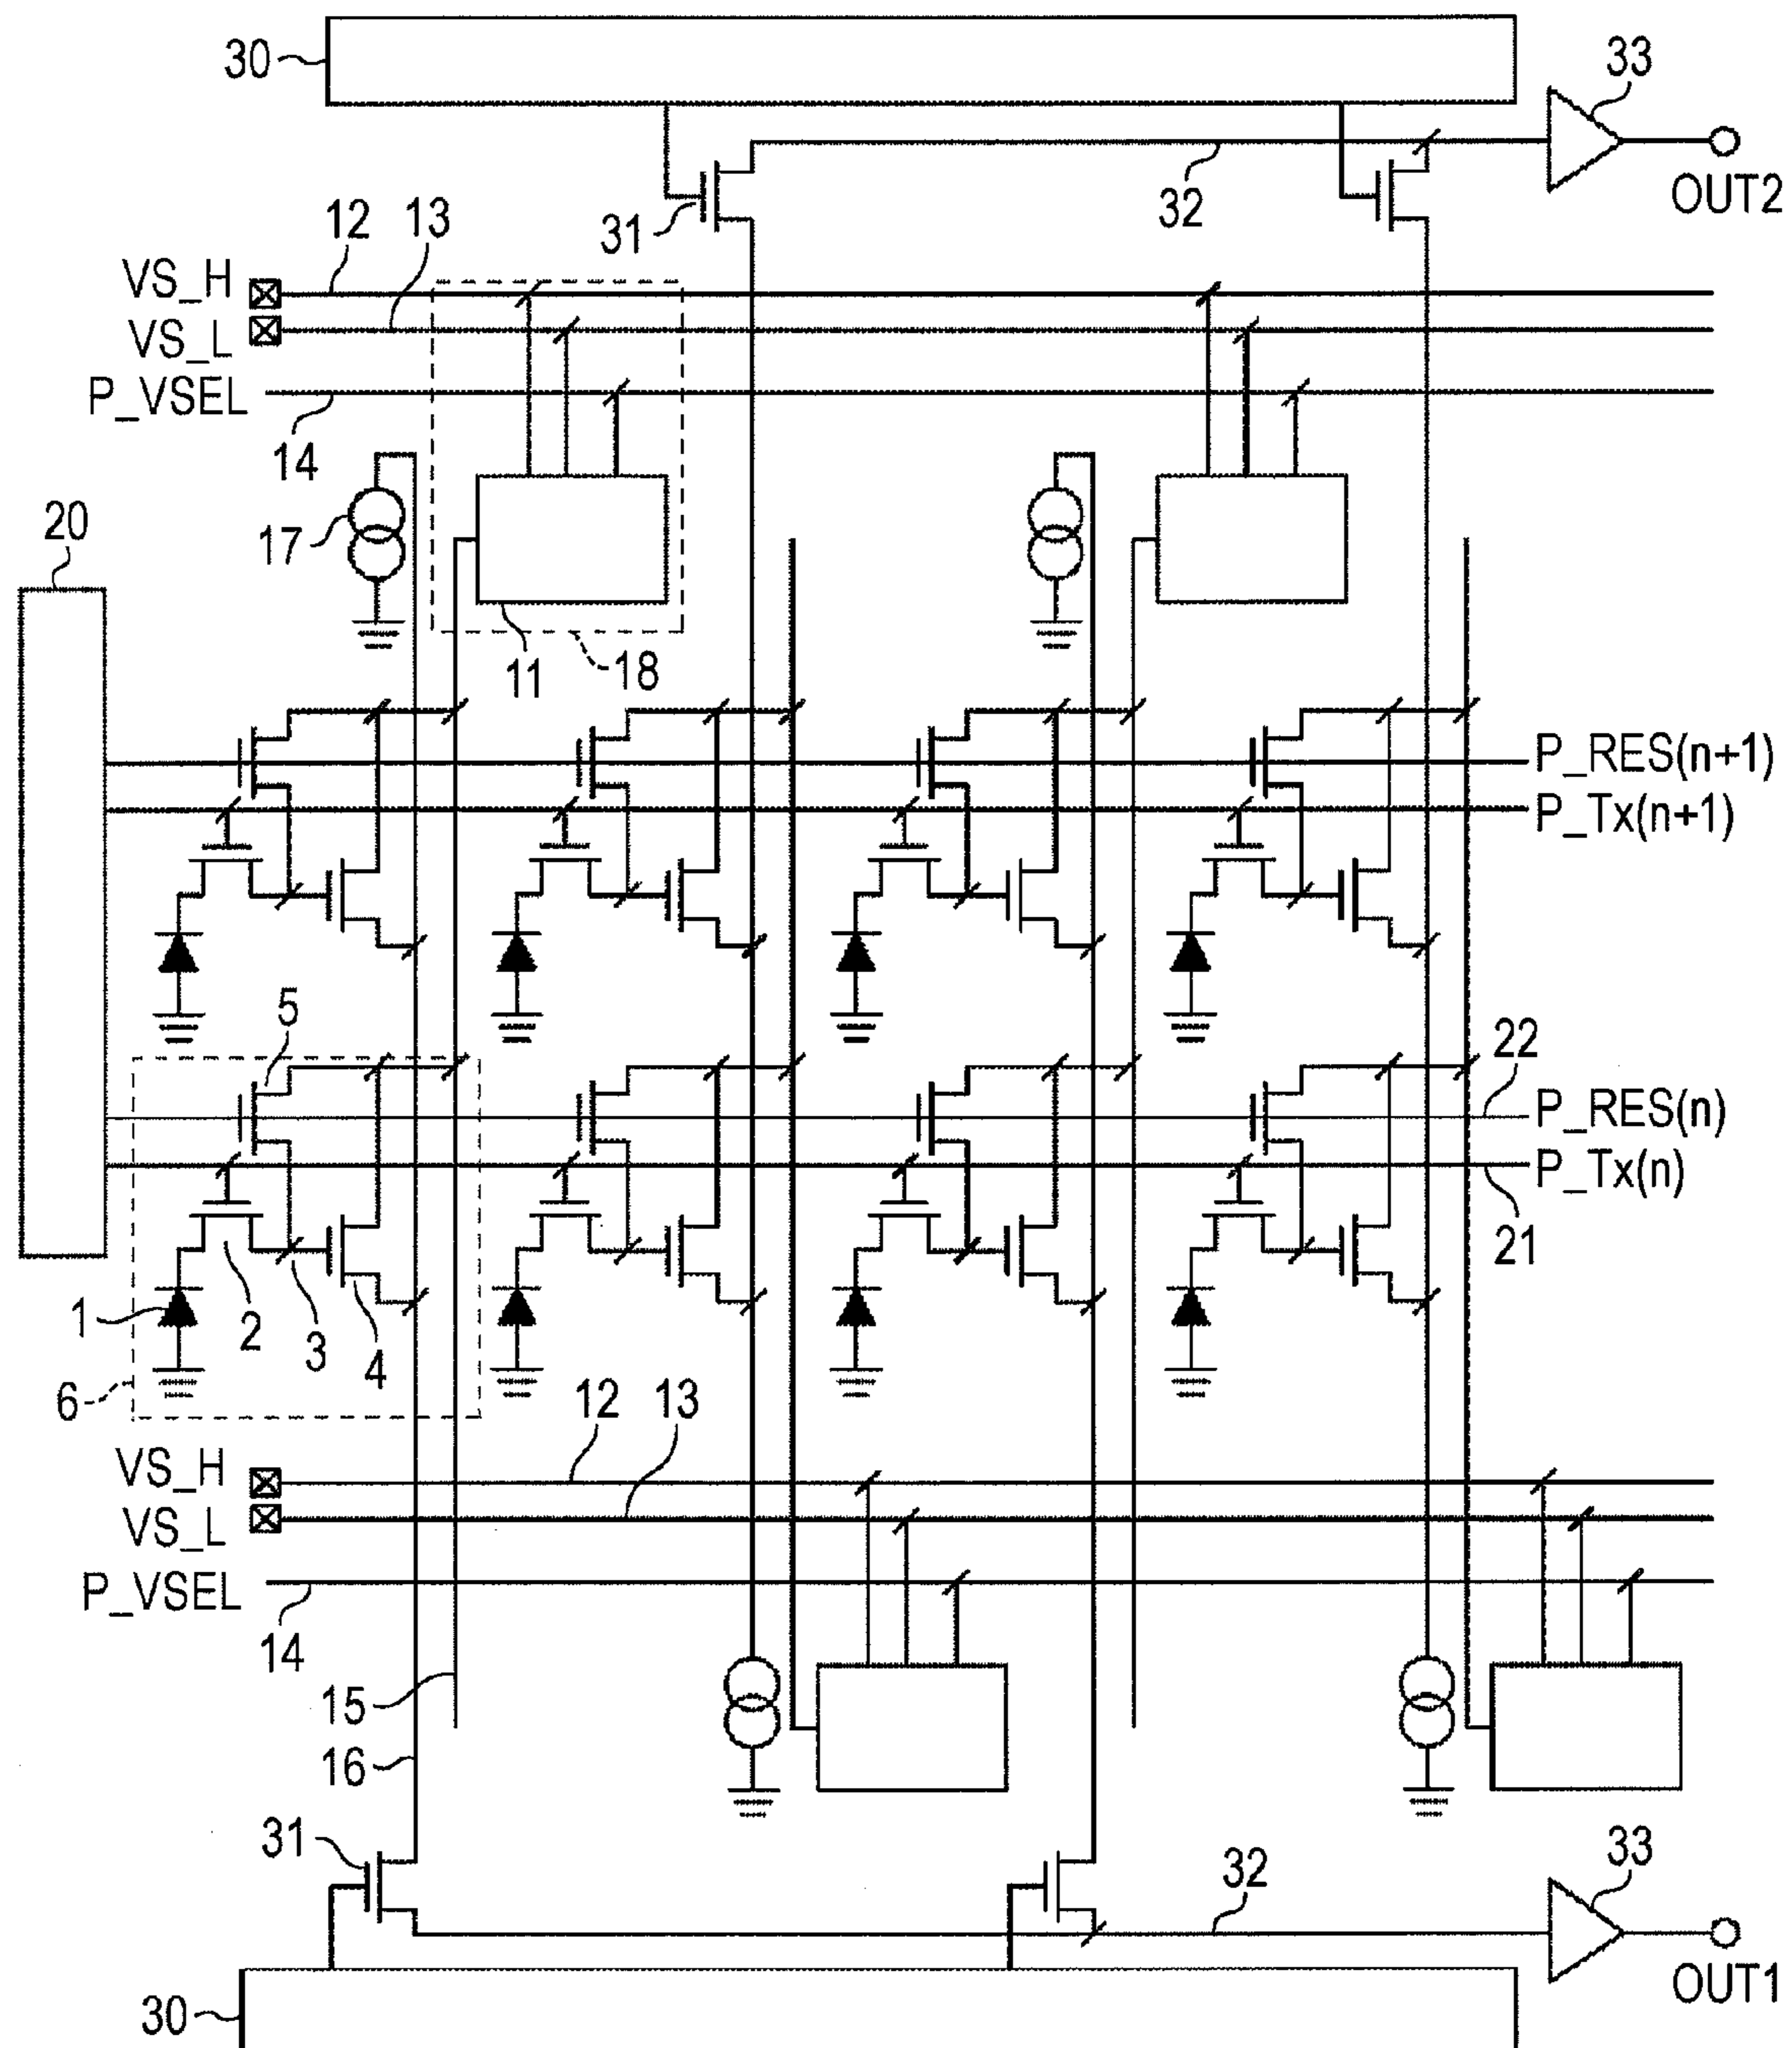 30
33
31
32
OUT2
12
13
VS_H
VS_L
P_VSEL
14
17
20
11
18
P_RES(n+1)
P_Tx(n+1)
5
22
P_RES(n)
P_Tx(n)
21
1
2
3
4
6
12
13
VS_H
VS_L
P_VSEL
14
15
16
31
32
33
OUT1
30